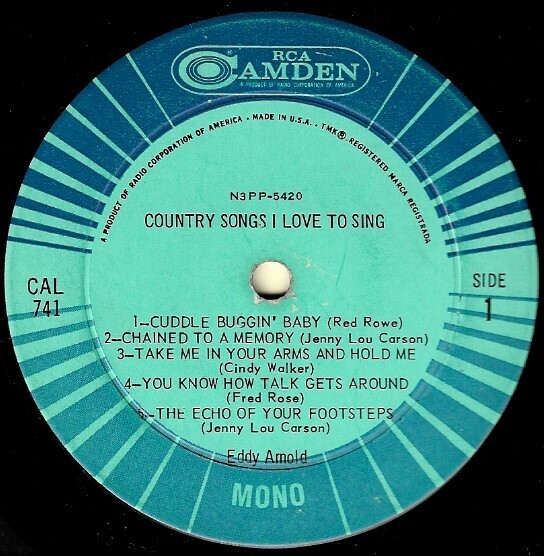 RCA
CAMDEN
A PRODUCT OF RADIO CORPORATION OF AMERICA
A PRODUCT OF RADIO CORPORATION OF AMERICA • MADE IN U.S.A. • TMK ® REGISTERED MARCA REGISTRADA
N3PP-5420
COUNTRY SONGS I LOVE TO SING
CAL
741
SIDE
1
1—CUDDLE BUGGIN' BABY (Red Rowe)
2—CHAINED TO A MEMORY (Jenny Lou Carson)
3—TAKE ME IN YOUR ARMS AND HOLD ME
(Cindy Walker)
4—YOU KNOW HOW TALK GETS AROUND
(Fred Rose)
5—THE ECHO OF YOUR FOOTSTEPS
(Jenny Lou Carson)
Eddy Arnold
MONO